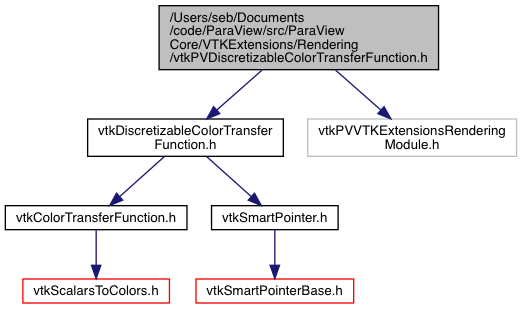 /Users/seb/Documents
/code/ParaView/src/ParaView
Core/VTKExtensions/Rendering
/vtkPVDiscretizableColorTransferFunction.h
vtkDiscretizableColorTransfer
Function.h
vtkPVVTKExtensionsRendering
Module.h
vtkColorTransferFunction.h
vtkSmartPointer.h
vtkScalarsToColors.h
vtkSmartPointerBase.h